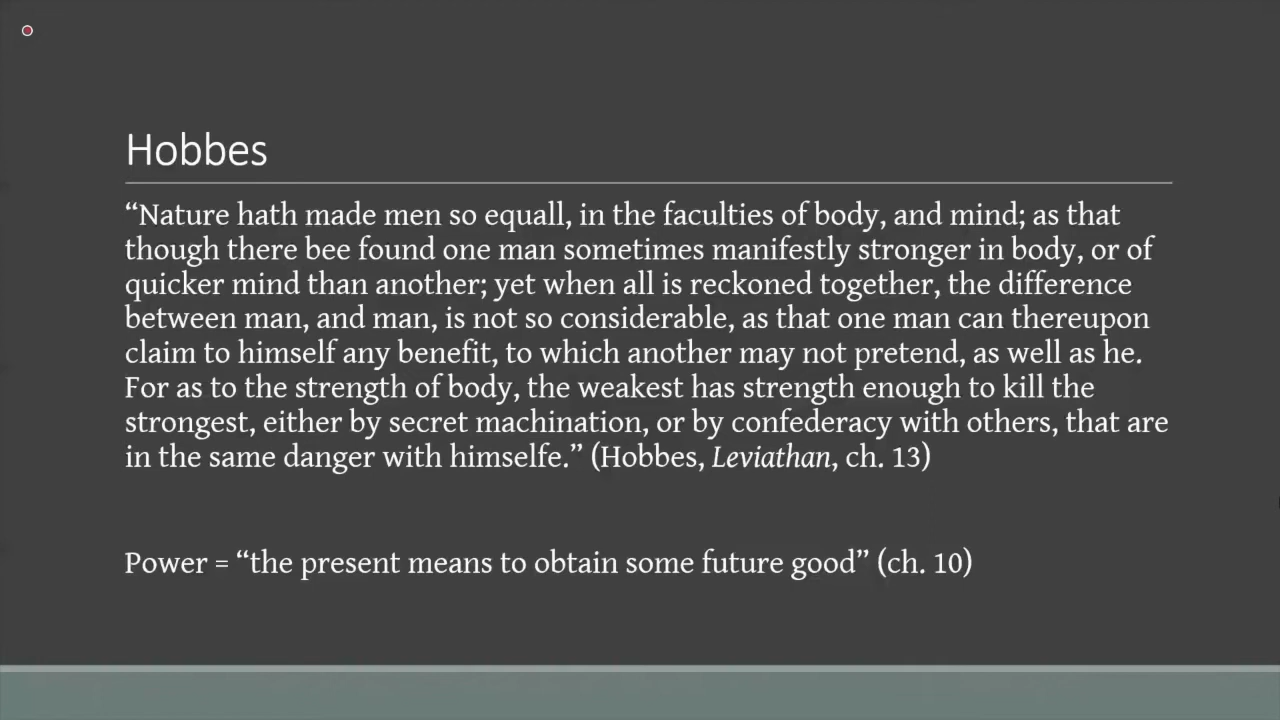 Hobbes
“Nature hath made men so equall, in the faculties of body, and mind; as that
though there bee found one man sometimes manifestly stronger in body, or of
quicker mind than another; yet when all is reckoned together, the difference
between man, and man, is not so considerable, as that one man can thereupon
claim to himself any benefit, to which another may not pretend, as well as he.
For as to the strength of body, the weakest has strength enough to kill the
strongest, either by secret machination, or by confederacy with others, that are
in the same danger with himselfe.” (Hobbes, Leviathan, ch. 13)
Power = “the present means to obtain some future good” (ch. 10)